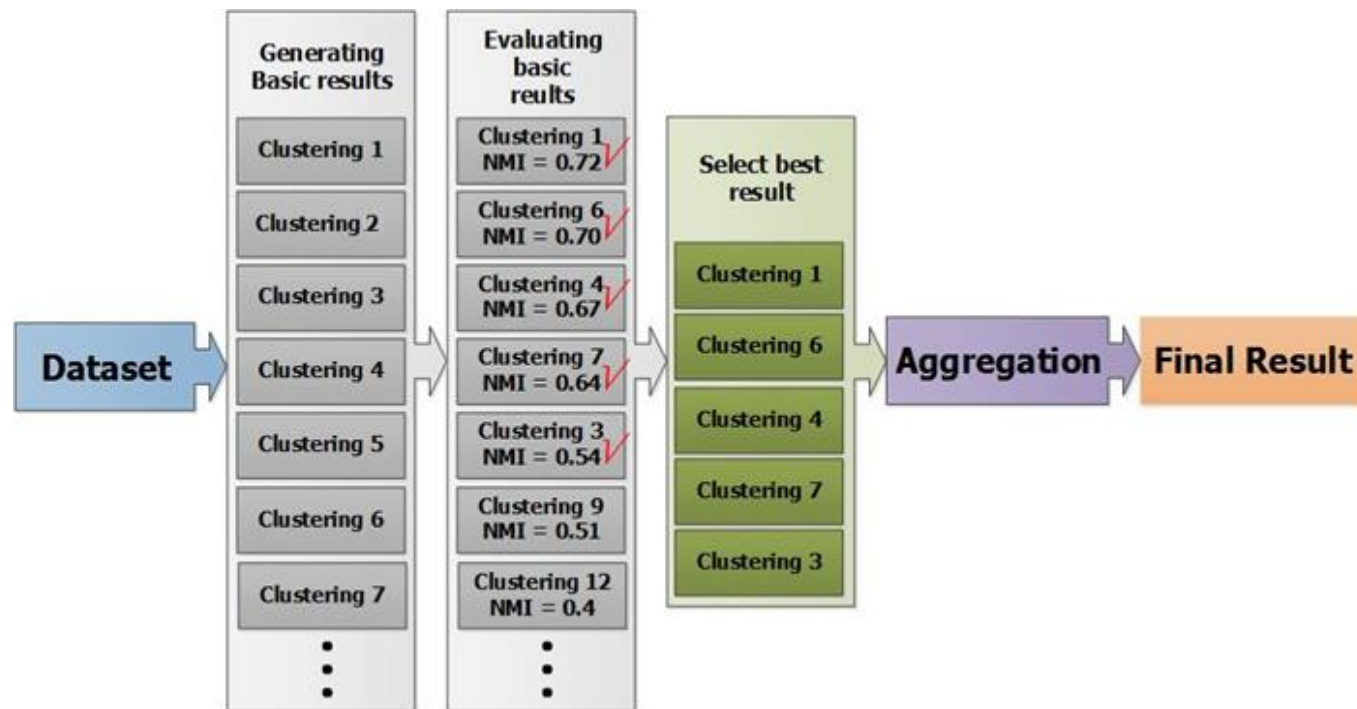 Dataset
Generating
Basic results
Clustering 1
Clustering 2
Clustering 3
Clustering 4
Clustering 5
Clustering 6
Clustering 7
Evaluating
basic
reults
Clustering 1
NMI = 0.72
Clustering 6
NMI = 0.70
Clustering 4
NMI = 0.67
Clustering 7
NMI = 0.64
Clustering 3
NMI = 0.54
Clustering 9
NMI = 0.51
Clustering 12
NMI = 0.4
Select best
result
Clustering 1
Clustering 6
Clustering 4
Clustering 7
Clustering 3
Aggregation
Final Result